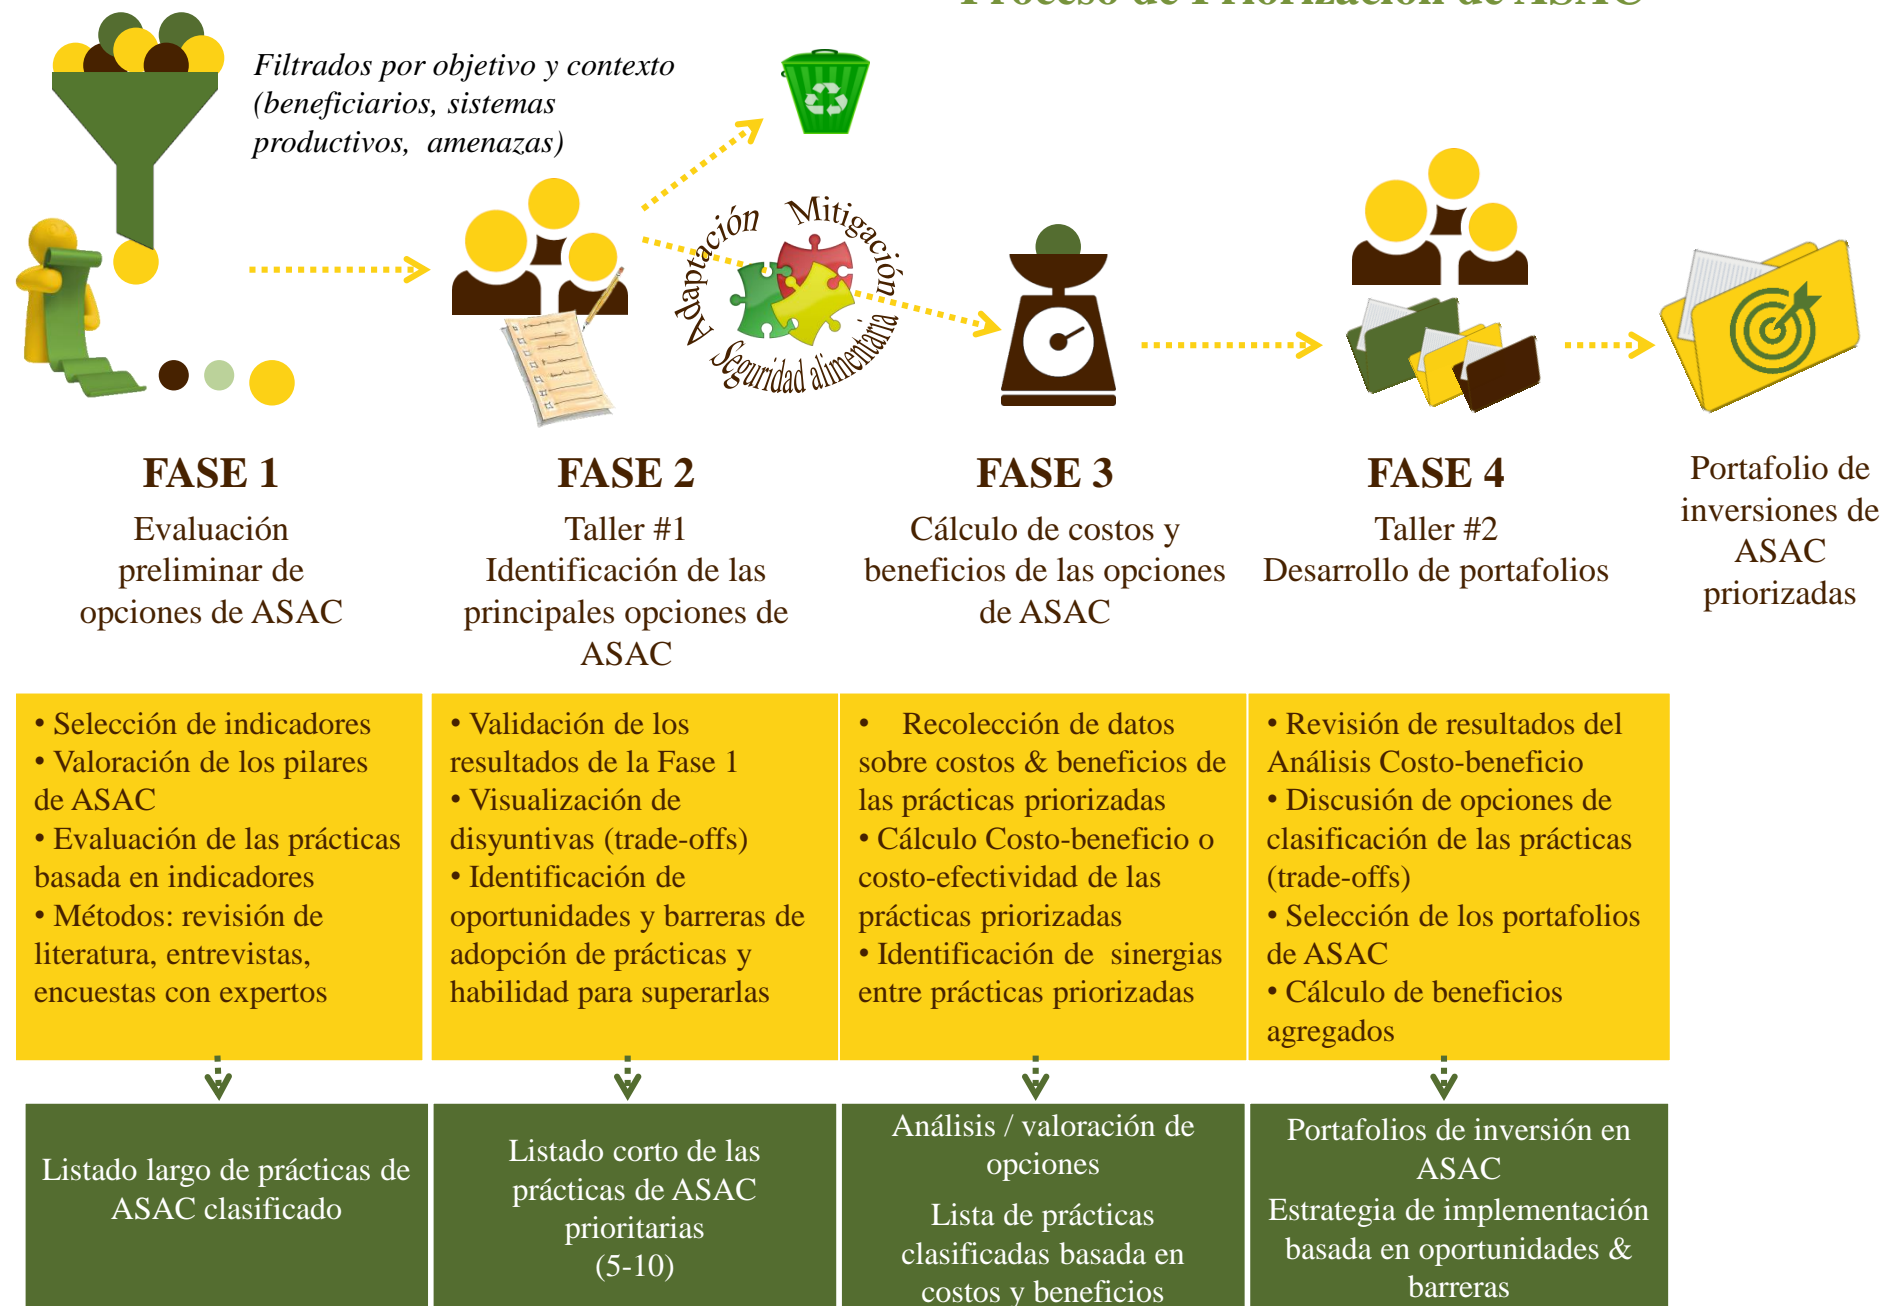 Proceso de Priorización de ASAC
Filtrados por objetivo y contexto
(beneficiarios, sistemas
productivos, amenazas)
Adaptación
Mitigación
Seguridad alimentaria
FASE 1
Evaluación
preliminar de
opciones de ASAC
FASE 2
Taller #1
Identificación de las
principales opciones de
ASAC
FASE 3
Cálculo de costos y
beneficios de las opciones
de ASAC
FASE 4
Taller #2
Desarrollo de portafolios
Portafolio de
inversiones de
ASAC
priorizadas
• Selección de indicadores
• Valoración de los pilares
de ASAC
• Evaluación de las prácticas
basada en indicadores
• Métodos: revisión de
literatura, entrevistas,
encuestas con expertos
• Validación de los
resultados de la Fase 1
• Visualización de
disyuntivas (trade-offs)
• Identificación de
oportunidades y barreras de
adopción de prácticas y
habilidad para superarlas
• Recolección de datos
sobre costos & beneficios de
las prácticas priorizadas
• Cálculo Costo-beneficio o
costo-efectividad de las
prácticas priorizadas
• Identificación de sinergias
entre prácticas priorizadas
• Revisión de resultados del
Análisis Costo-beneficio
• Discusión de opciones de
clasificación de las prácticas
(trade-offs)
• Selección de los portafolios
de ASAC
• Cálculo de beneficios
agregados
Listado largo de prácticas de
ASAC clasificado
Listado corto de las
prácticas de ASAC
prioritarias
(5-10)
Análisis / valoración de
opciones
Lista de prácticas
clasificadas basada en
costos y beneficios
Portafolios de inversión en
ASAC
Estrategia de implementación
basada en oportunidades &
barreras